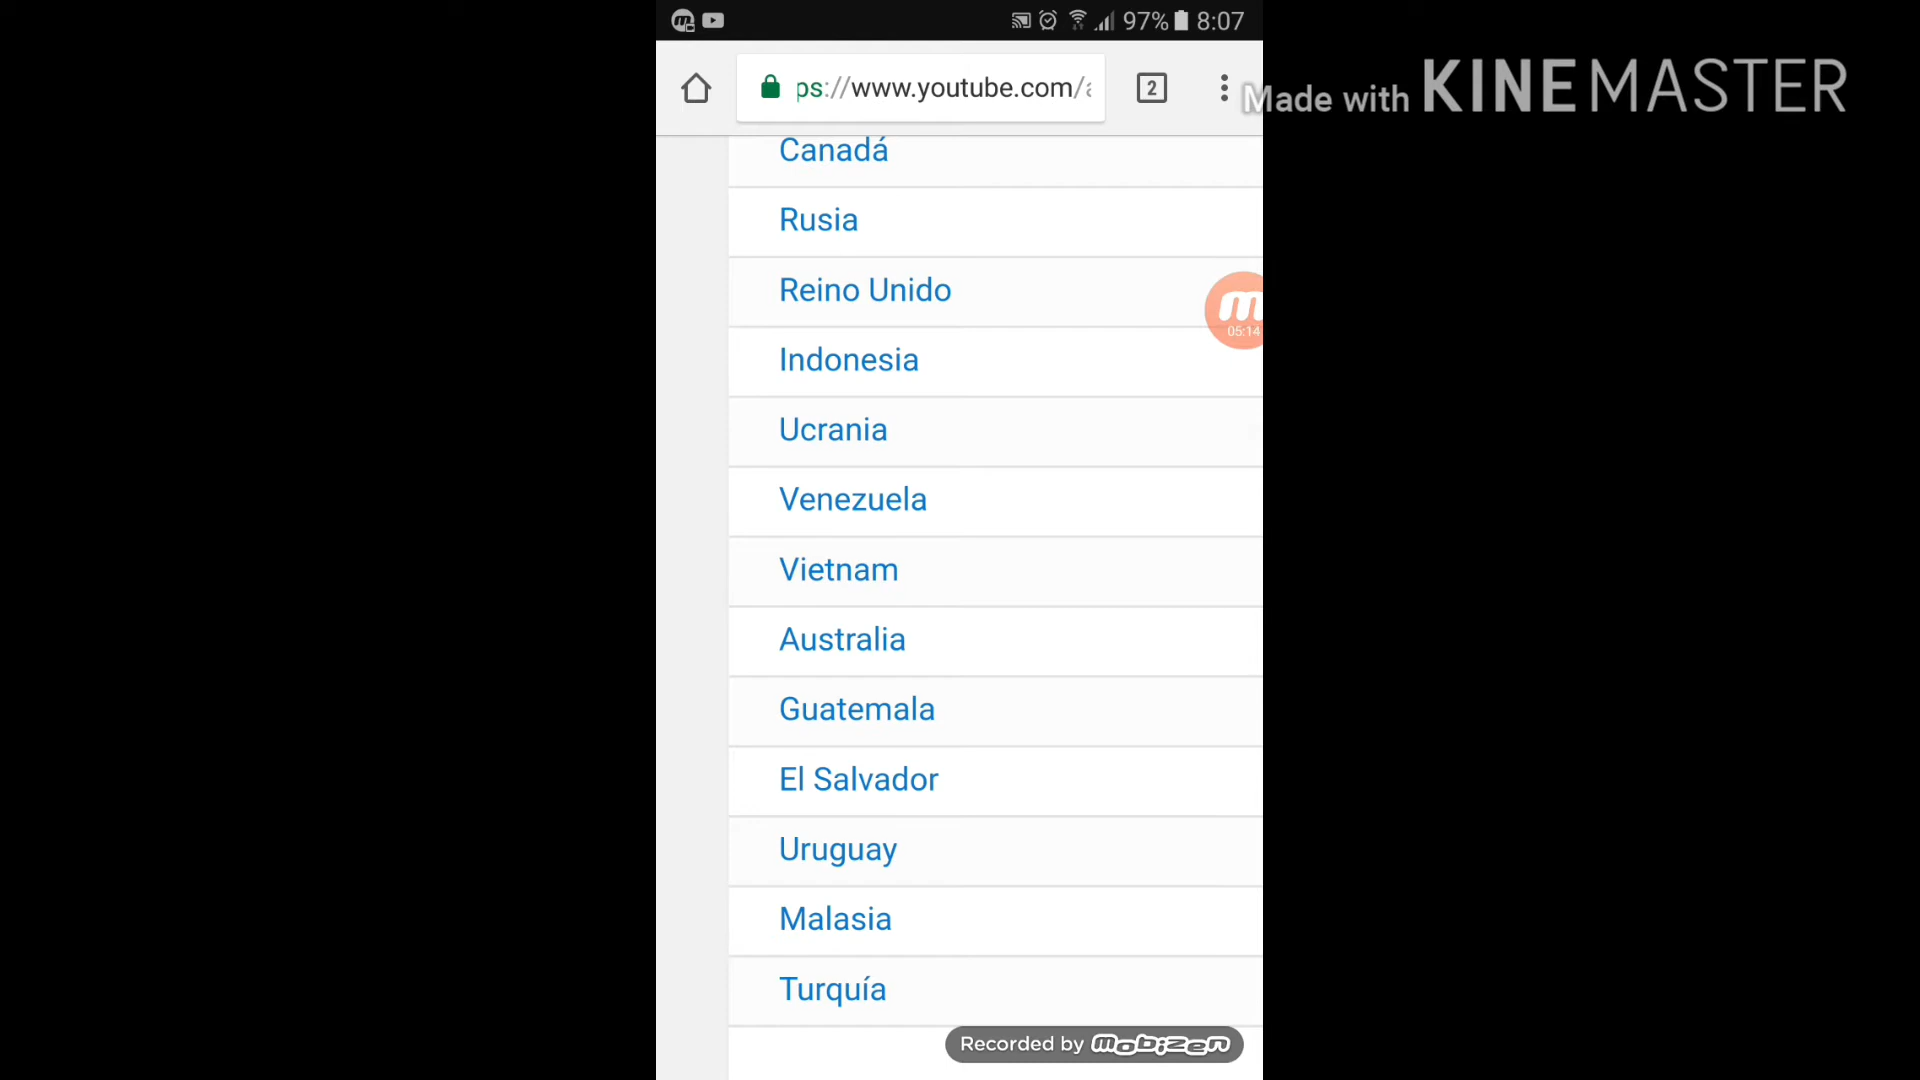 97% 8:07
ps://www.youtube.com/a
2
Made with KINEMASTER
Canadá
Rusia
Reino Unido
05:14
Indonesia
Ucrania
Venezuela
Vietnam
Australia
Guatemala
El Salvador
Uruguay
Malasia
Turquía
Recorded by mobizen